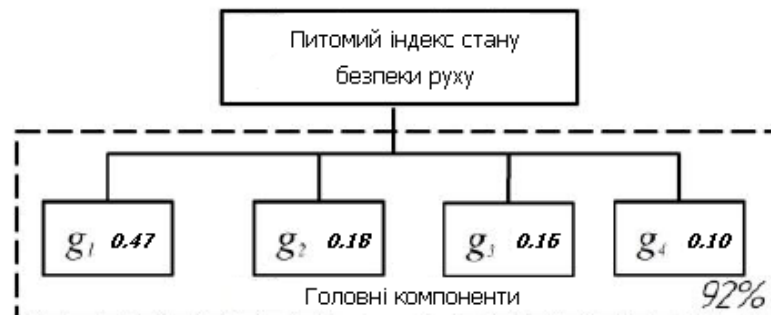 Питомий індекс стану
безпеки руху
g₁ 0.47 g₂ 0.18 g₃ 0.16 g₄ 0.10
Головні компоненти 92%